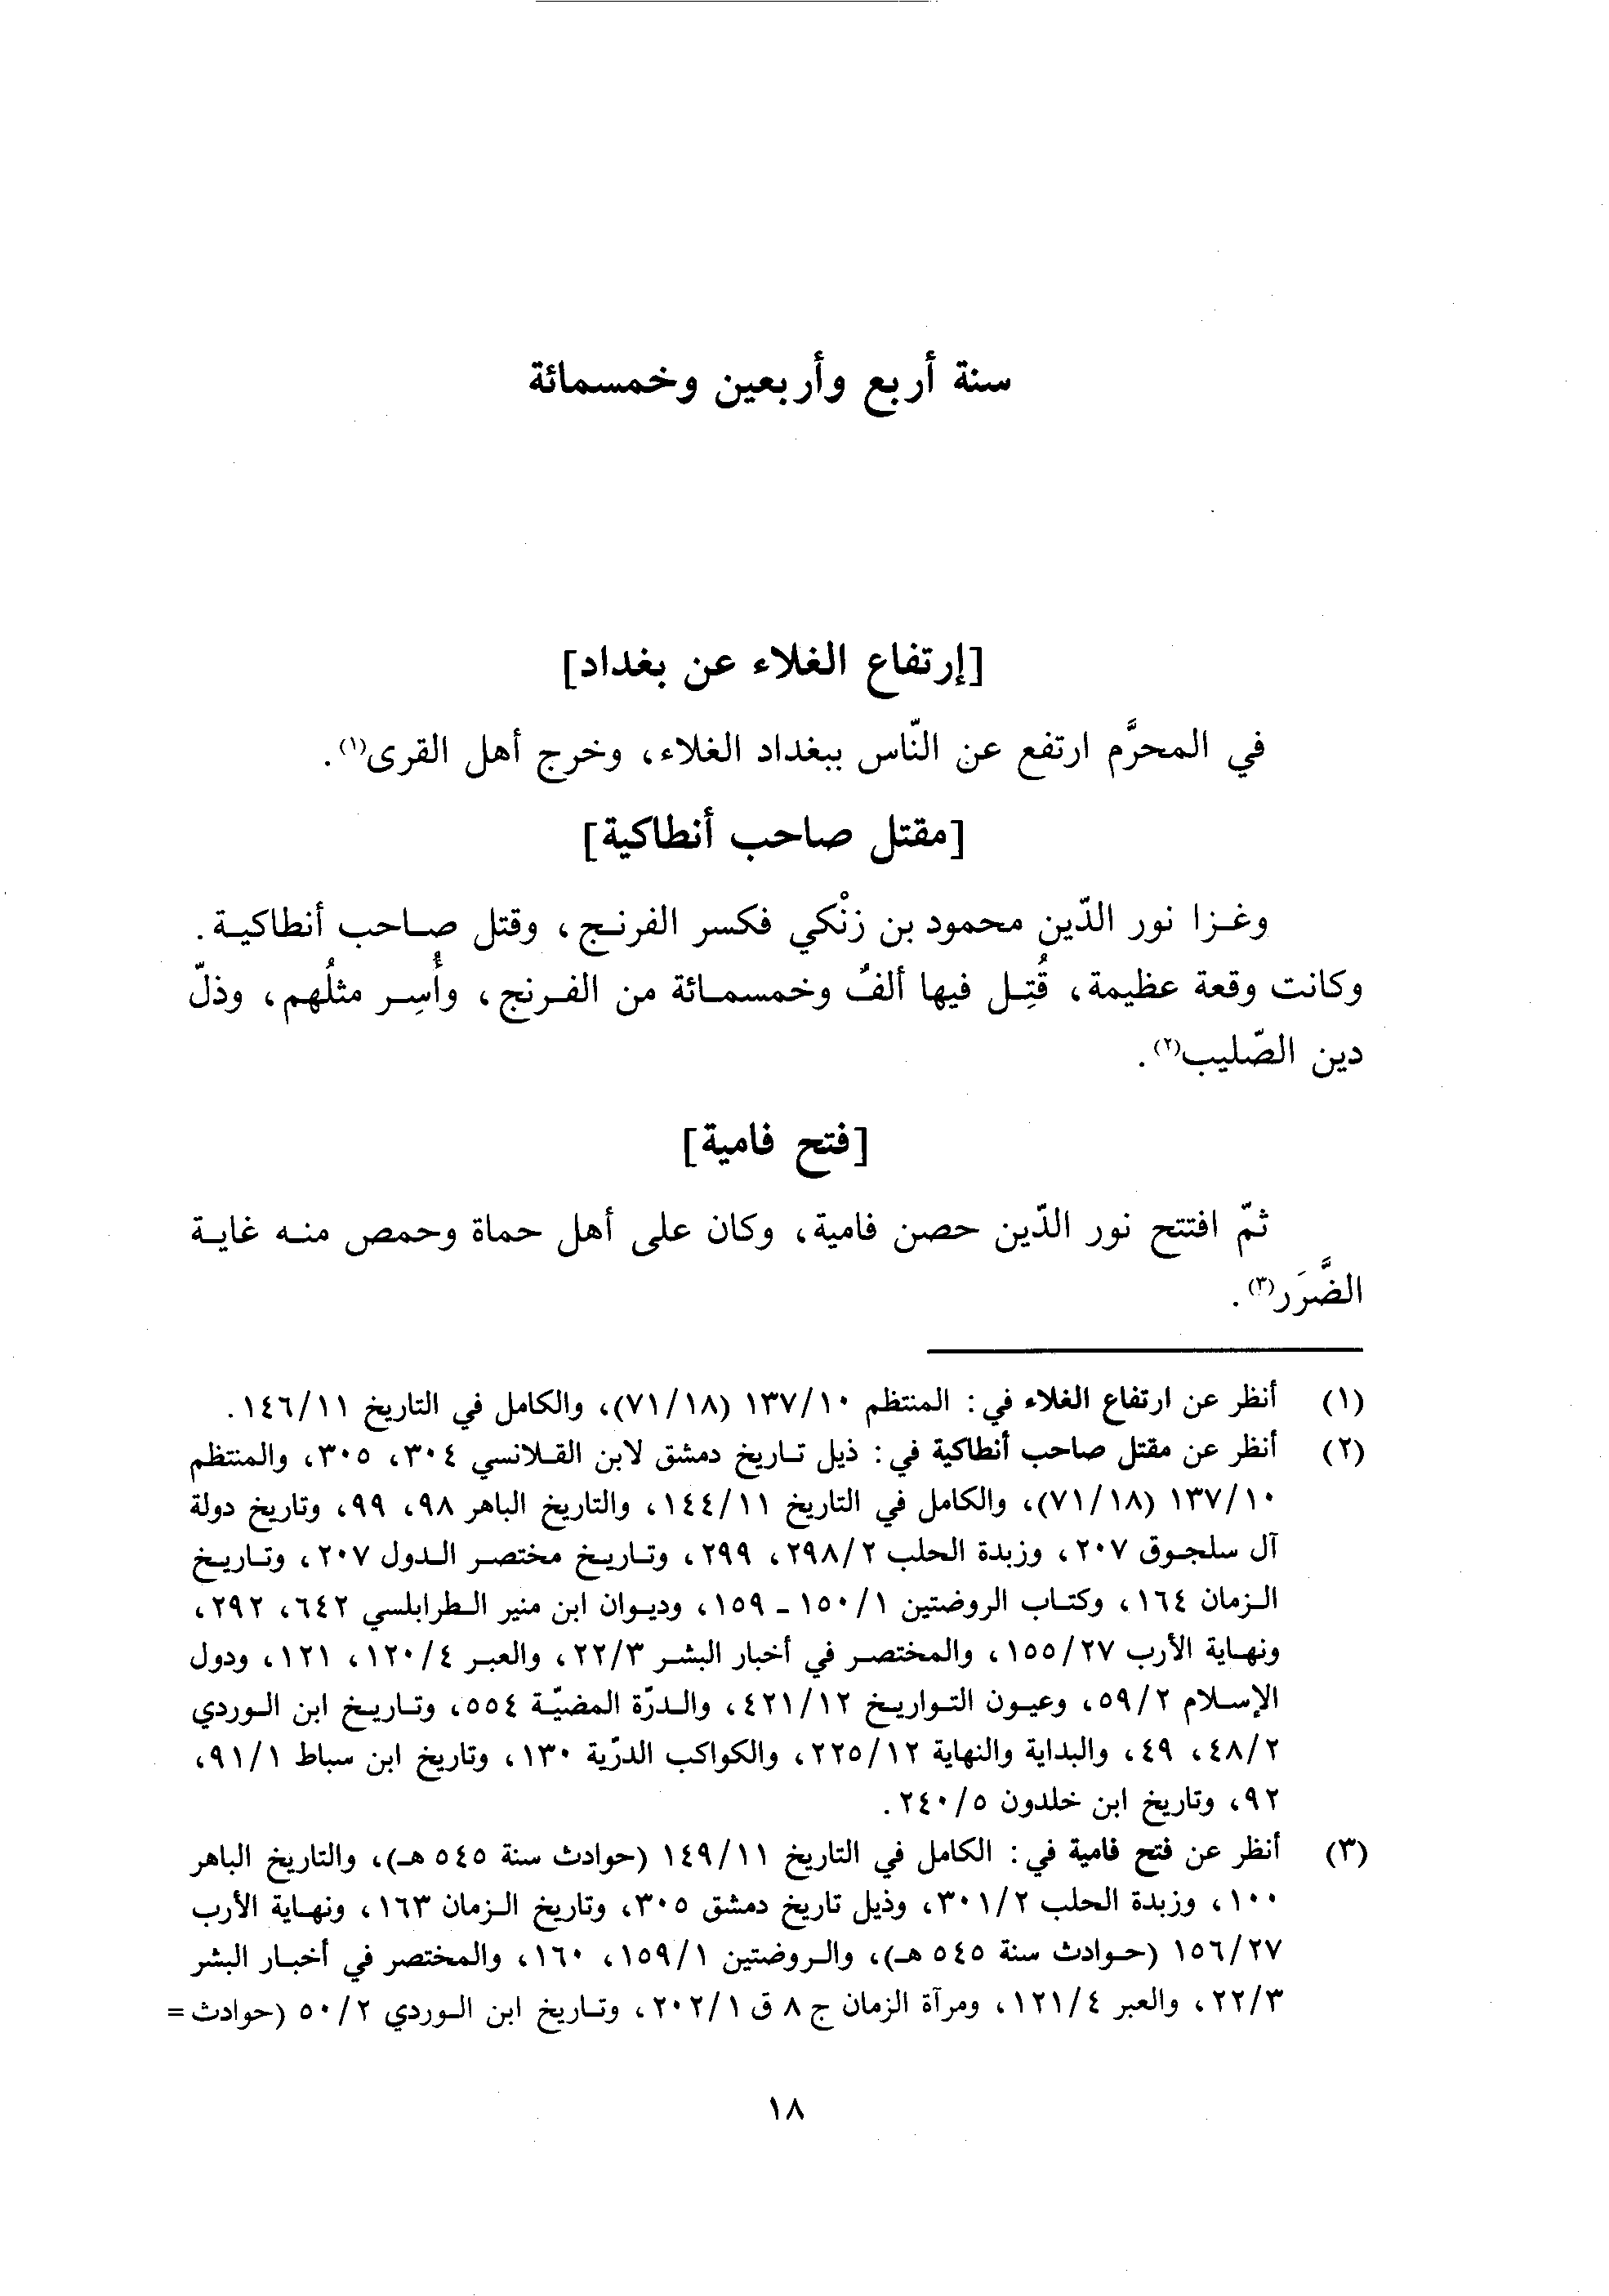 سنة أربع وأربعين وخمسمائة
[إرتفاع الغلاء عن بغداد]
في المحرَّم ارتفع عن النّاس ببغداد الغلاء، وخرج أهل القرى(١).
[مقتل صاحب أنطاكية]
وغـزا نور الدّين محمود بن زنْكي فكسر الفرنـج، وقتل صـاحب أنطاكيـة.
وكانت وقعة عظيمة، قُتِـل فيها ألفٌ وخمسمـائة من الفـرنج، وأُسِـر مثلُهم، وذلّ
دين الصّليب(٢).
[فتح فامية]
ثمّ افتتح نور الدّين حصن فامية، وكان على أهل حماة وحمص منـه غايـة
الضَّرَر(٣).
(١) أنظر عن ارتفاع الغلاء في: المنتظم ١٣٧/١٠ (٧١/١٨)، والكامل في التاريخ ١٤٦/١١.
(٢) أنظر عن مقتل صاحب أنطاكية في: ذيل تـاريخ دمشق لابن القـلانسي ٣٠٤، ٣٠٥، والمنتظم
١٣٧/١٠ (٧١/١٨)، والكامل في التاريخ ١٤٤/١١، والتاريخ الباهر ٩٨، ٩٩، وتاريخ دولة
آل سلجـوق ٢٠٧، وزبدة الحلب ٢٩٨/٢، ٢٩٩، وتـاريـخ مختصـر الـدول ٢٠٧، وتـاريـخ
الـزمان ١٦٤، وكتـاب الروضتين ١٥٠/١ ـ ١٥٩، وديـوان ابن منير الـطرابلسي ٦٤٢، ٢٩٢،
ونهـاية الأرب ١٥٥/٢٧، والمختصـر في أخبار البشـر ٢٢/٣، والعبـر ١٢٠/٤، ١٢١، ودول
الإسـلام ٥٩/٢، وعيـون التـواريـخ ٤٢١/١٢، والـدرّة المضيّـة ٥٥٤، وتـاريـخ ابن الـوردي
٤٨/٢، ٤٩، والبداية والنهاية ٢٢٥/١٢، والكواكب الدرّية ١٣٠، وتاريخ ابن سباط ٩١/١،
٩٢، وتاريخ ابن خلدون ٢٤٠/٥.
(٣) أنظر عن فتح فامية في: الكامل في التاريخ ١٤٩/١١ (حوادث سنة ٥٤٥ هـ)، والتاريخ الباهر
١٠٠، وزبدة الحلب ٣٠١/٢، وذيل تاريخ دمشق ٣٠٥، وتاريخ الـزمان ١٦٣، ونهـاية الأرب
١٥٦/٢٧ (حـوادث سنة ٥٤٥ هـ)، والـروضتين ١٥٩/١، ١٦٠، والمختصر في أخبـار البشر
٢٢/٣، والعبر ١٢١/٤، ومرآة الزمان ج ٨ ق ٢٠٢/١، وتـاريخ ابن الـوردي ٥٠/٢ (حوادث =
١٨